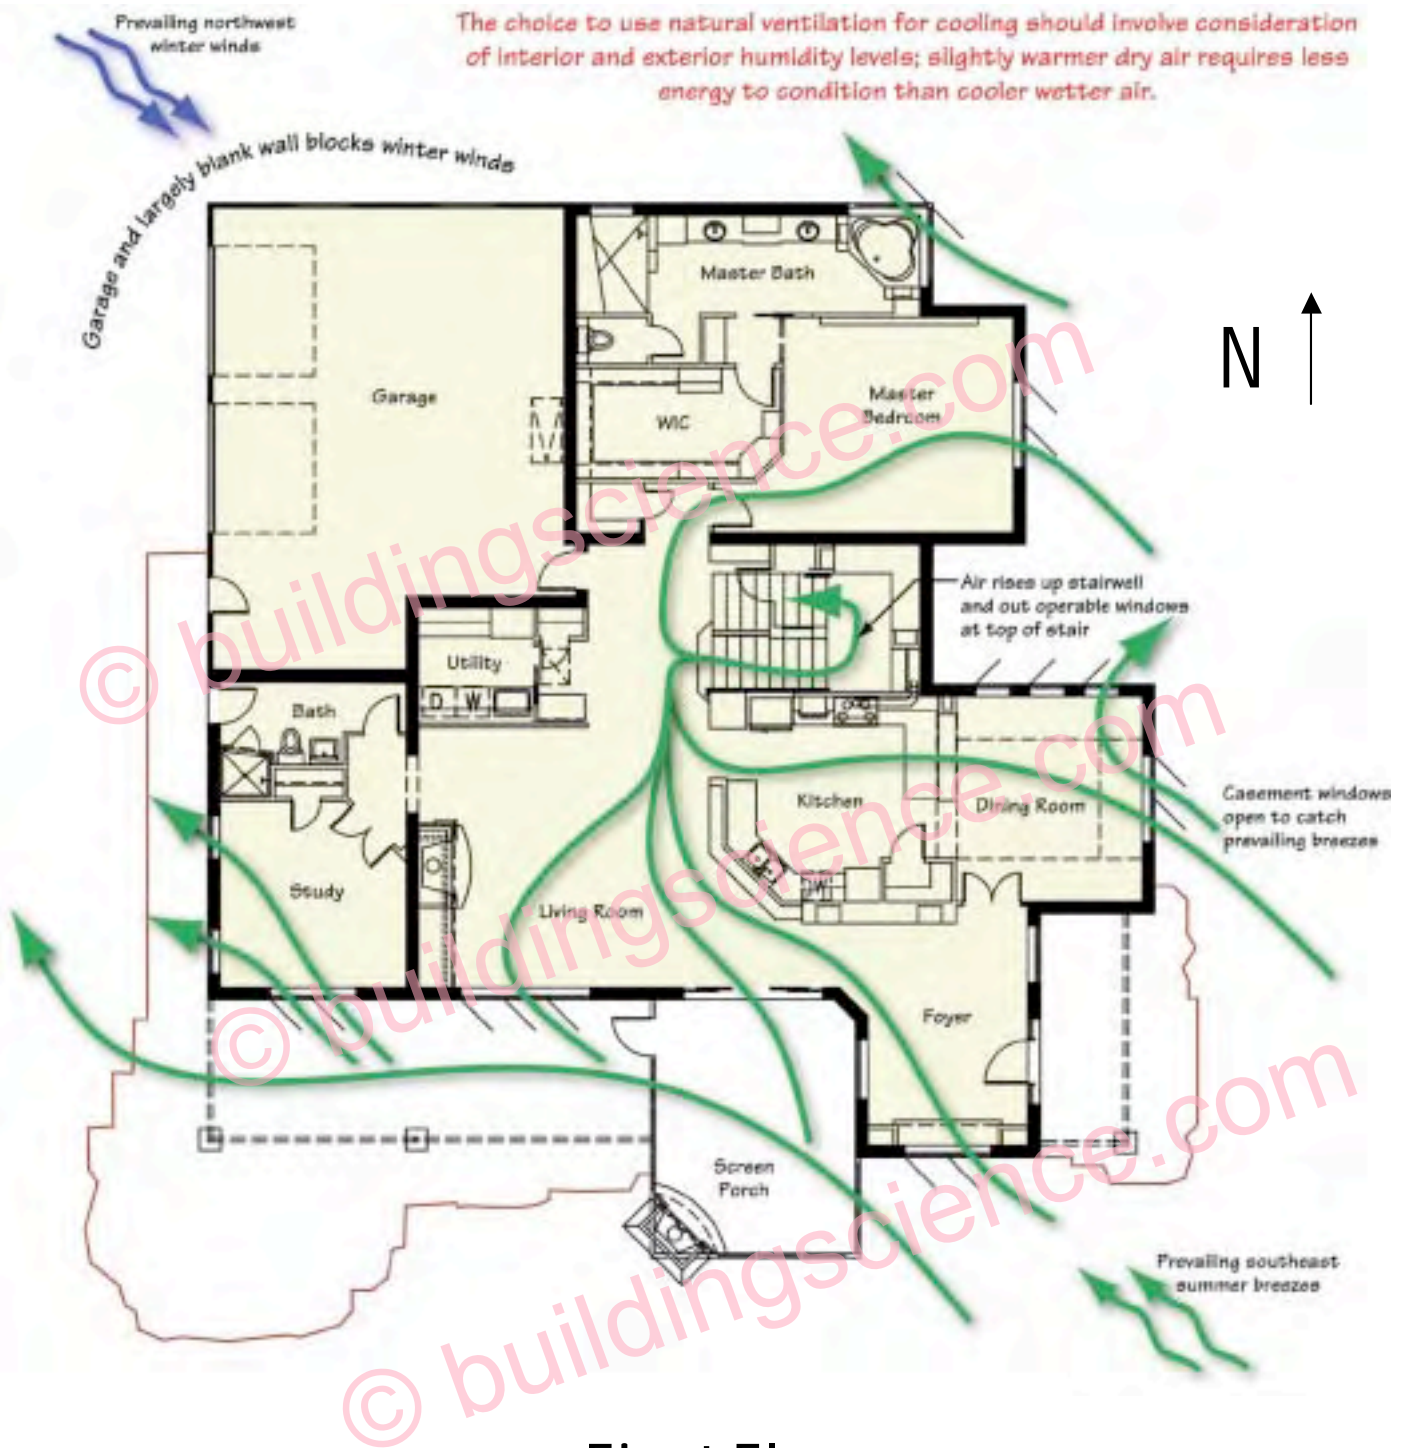 Prevailing northwest
winter winds
The choice to use natural ventilation for cooling should involve consideration
of interior and exterior humidity levels; slightly warmer dry air requires less
energy to condition than cooler wetter air.
Garage and largely blank wall blocks winter winds
Master Bath
N
Garage
Master
Bedroom
WIC
Air rises up stairwell
and out operable windows
at top of stair
© buildingscience.com
Utility
D W
Bath
Kitchen
Dining Room
Casement windows
open to catch
prevailing breezes
Study
Living Room
W
© buildingscience.com
Foyer
Screen
Porch
Prevailing southeast
summer breezes
© buildingscience.com